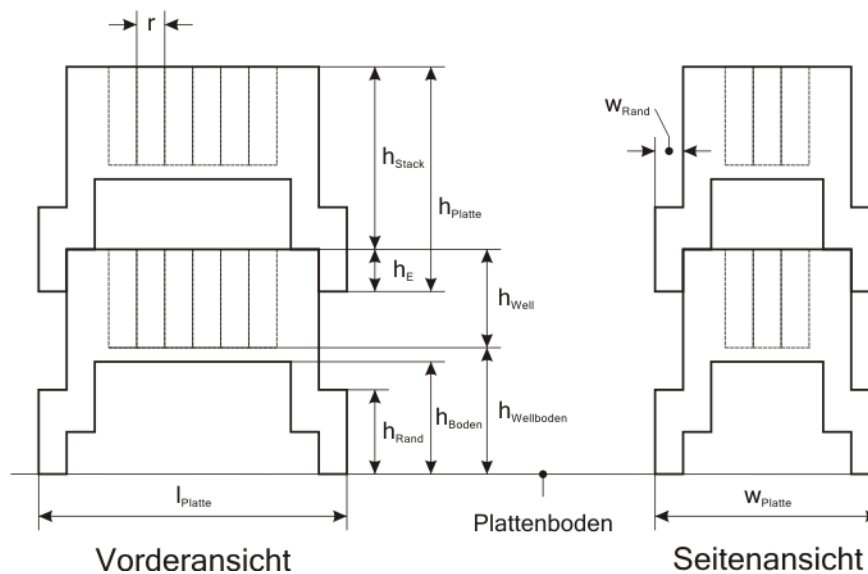 r
w_Rand
h_Stack
h_Platte
h_E
h_Well
h_Rand
h_Boden
h_Wellboden
l_Platte
Plattenboden
w_Platte
Vorderansicht
Seitenansicht